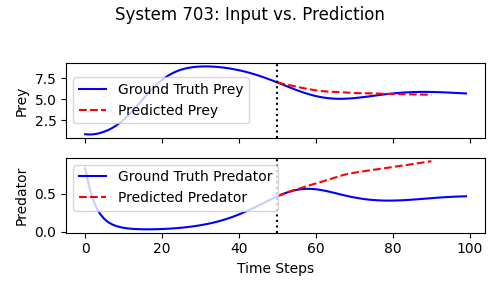 System 703: Input vs. Prediction
Prey
7.5
5.0
2.5
Ground Truth Prey
Predicted Prey
Predator
0.5
0.0
Ground Truth Predator
Predicted Predator
0
20
40
60
80
100
Time Steps